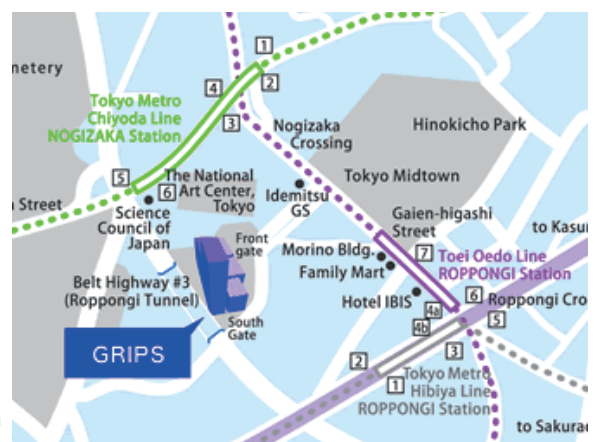 metery
1
2
4
3
Tokyo Metro
Chiyoda Line
NOGIZAKA Station
Nogizaka
Crossing
Hinokicho Park
5
6
The National
Art Center,
Tokyo
Idemitsu
GS
Tokyo Midtown
Street
Science
Council of
Japan
Gaien-higashi
Street
to Kasu
Front
gate
Morino Bldg.
Family Mart
7
Toei Oedo Line
ROPPONGI Station
Belt Highway #3
(Roppongi Tunnel)
Hotel IBIS
4a
4b
6
Roppongi Cro
5
South
Gate
GRIPS
2
3
1
Tokyo Metro
Hibiya Line
ROPPONGI Station
to Sakura